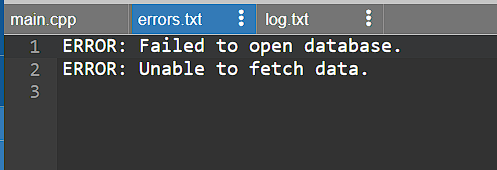 main.cpp errors.txt log.txt
1 ERROR: Failed to open database.
2 ERROR: Unable to fetch data.
3